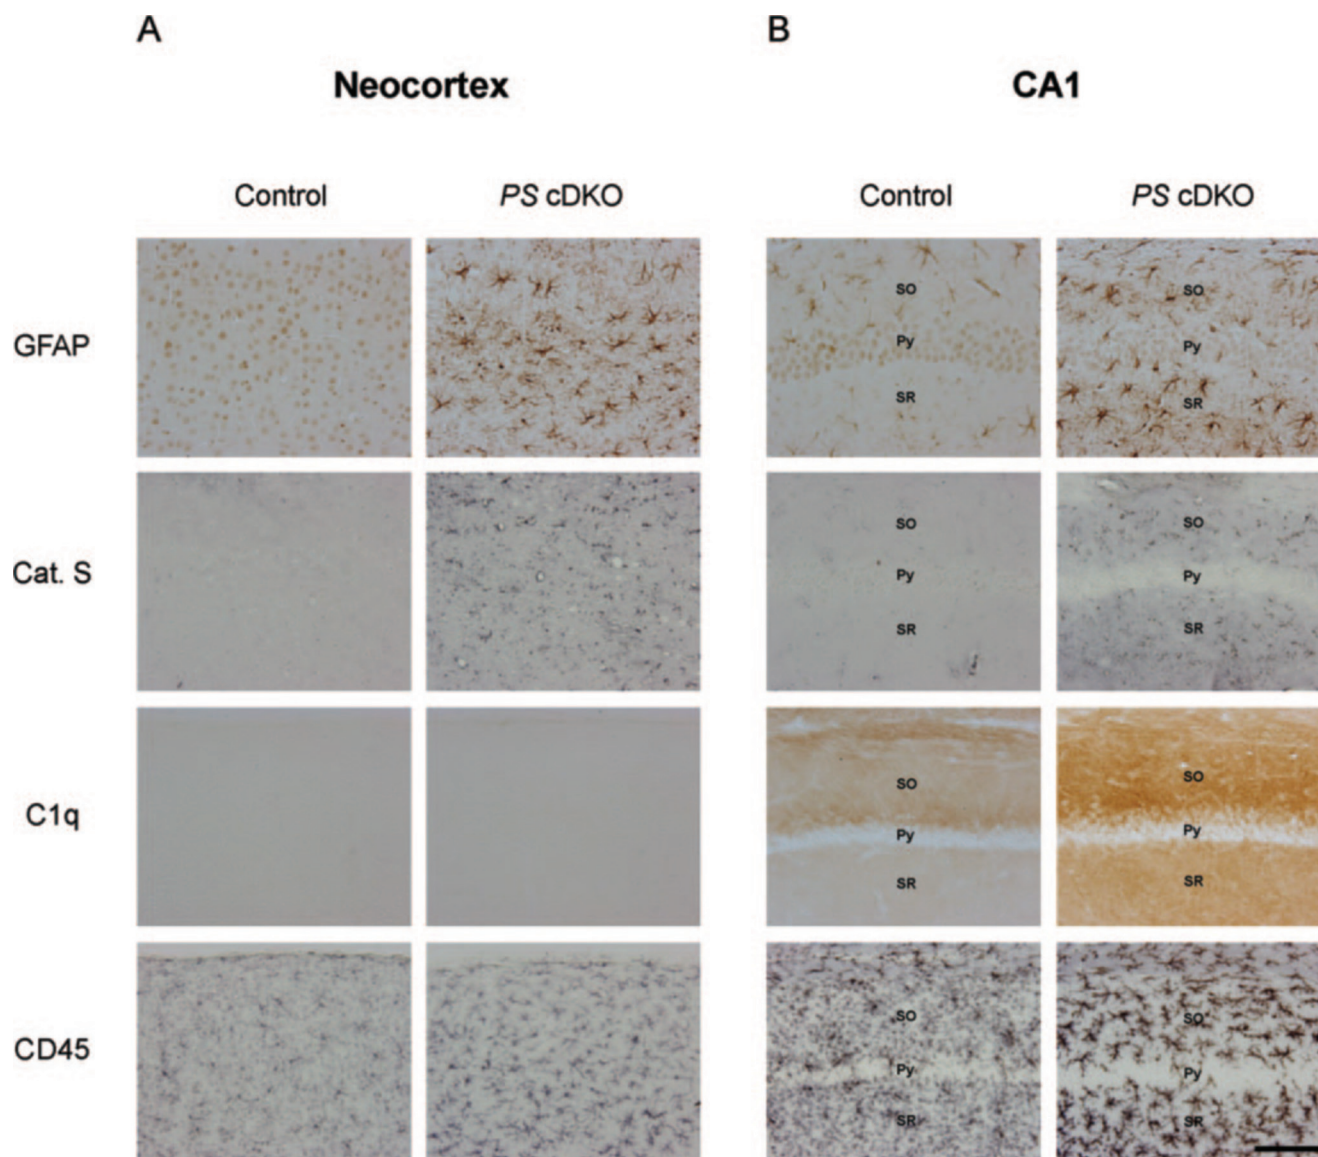 A
B
Neocortex
CA1
Control
PS cDKO
Control
PS cDKO
GFAP
SO
Py
SR
SO
Py
SR
Cat. S
SO
Py
SR
SO
Py
SR
C1q
SO
Py
SR
SO
Py
SR
CD45
SO
Py
SR
SO
Py
SR